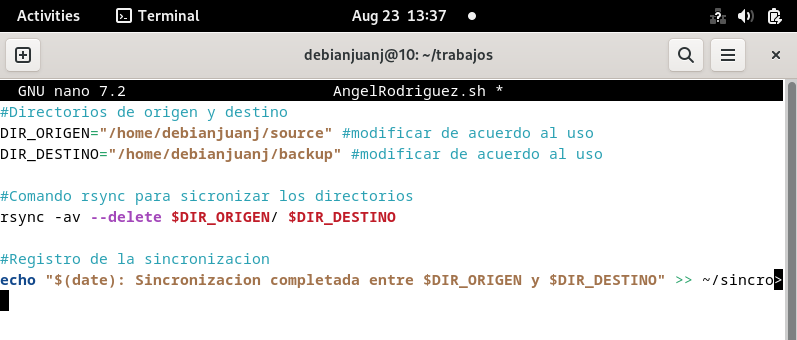 Activities Terminal Aug 23 13:37
debianjuanj@10: ~/trabajos
GNU nano 7.2 AngelRodriguez.sh *
#Directorios de origen y destino
DIR_ORIGEN="/home/debianjuanj/source" #modificar de acuerdo al uso
DIR_DESTINO="/home/debianjuanj/backup" #modificar de acuerdo al uso
#Comando rsync para sicronizar los directorios
rsync -av --delete $DIR_ORIGEN/ $DIR_DESTINO
#Registro de la sincronizacion
echo "$(date): Sincronizacion completada entre $DIR_ORIGEN y $DIR_DESTINO" >> ~/sincro>